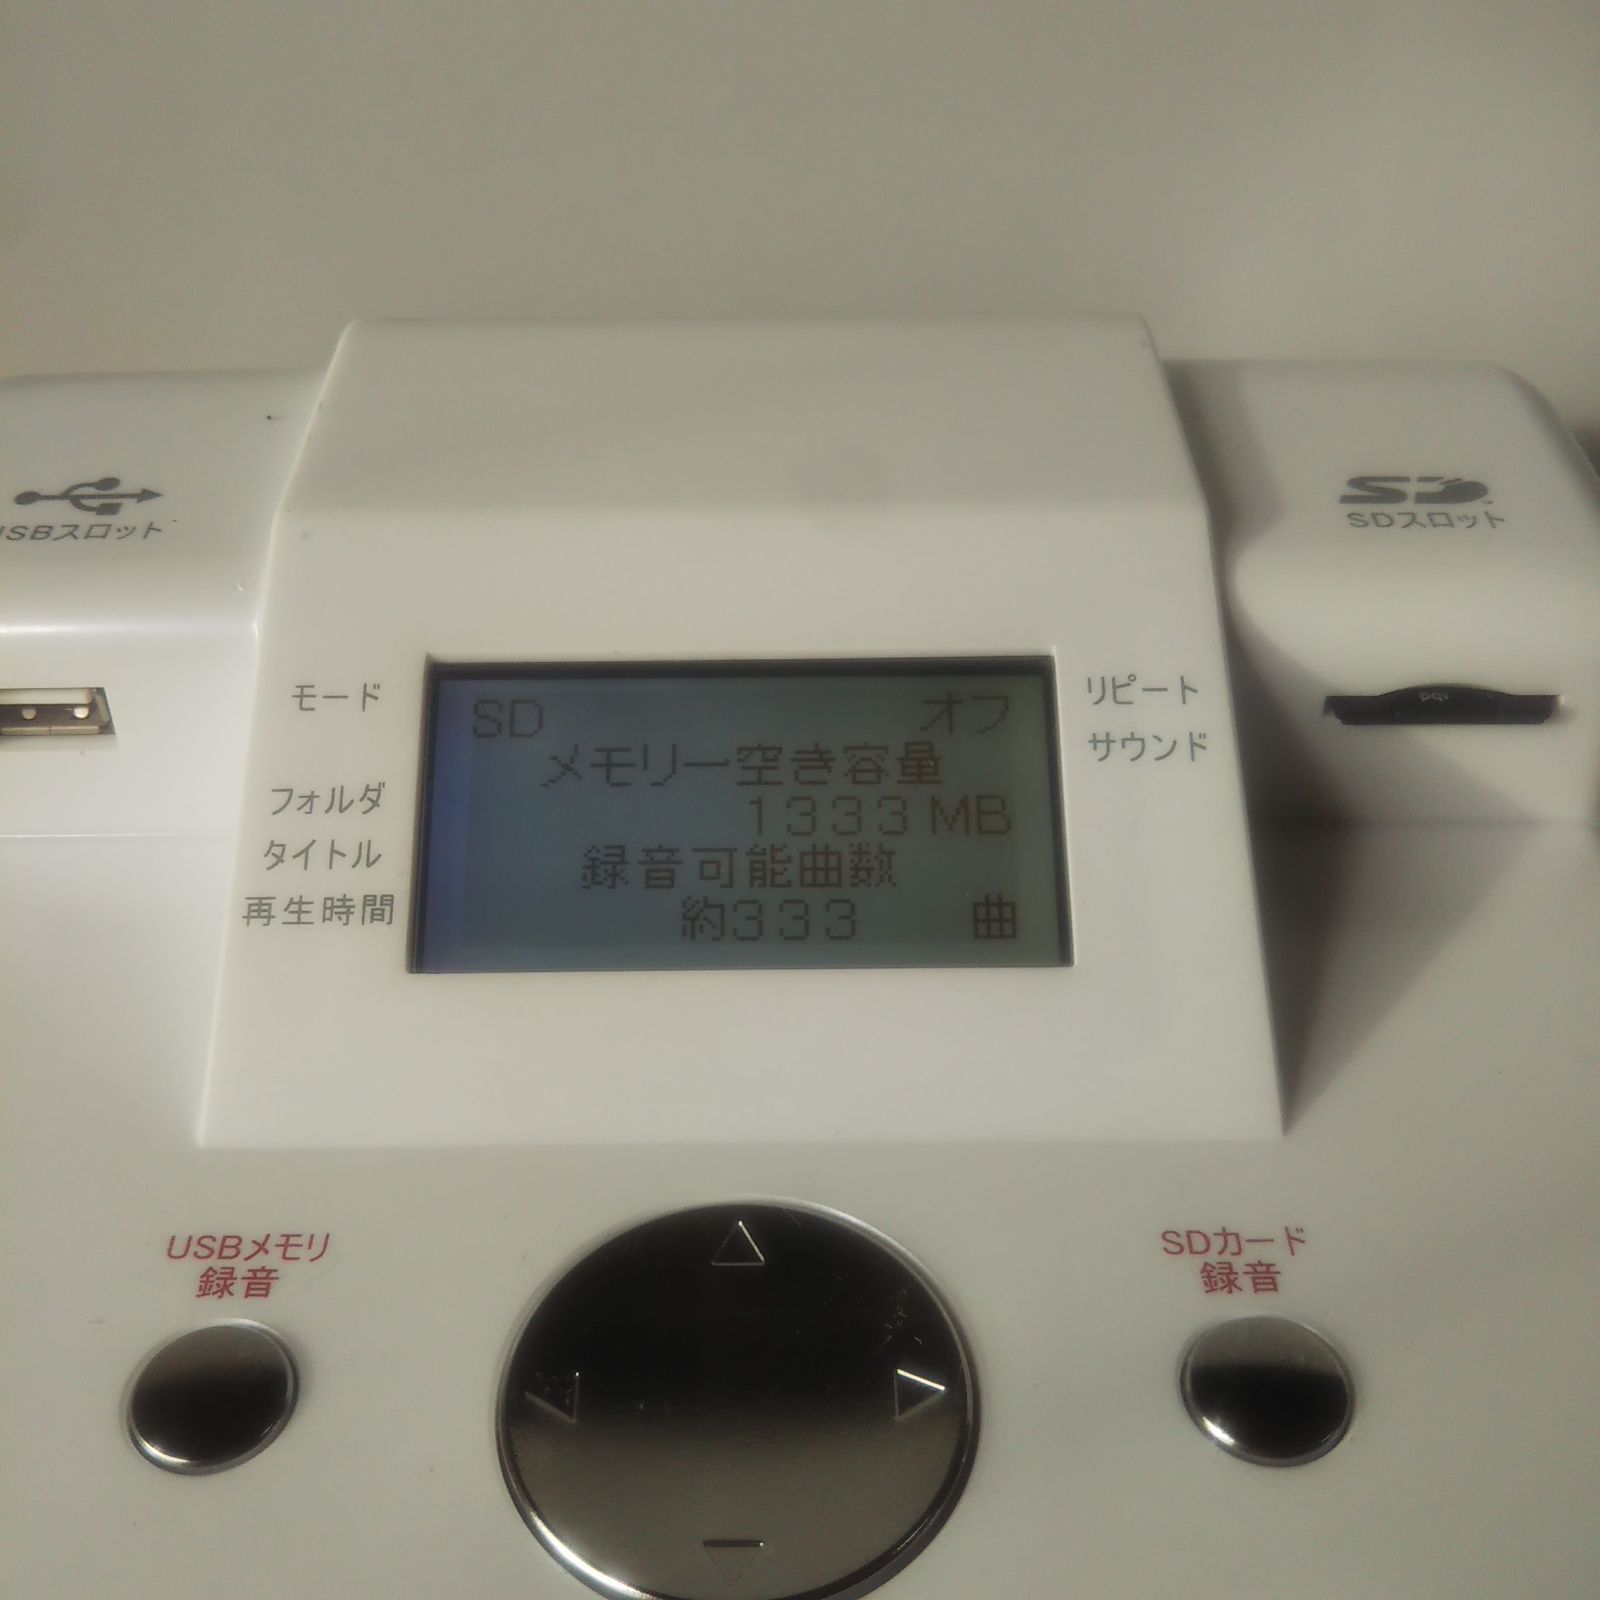 USBスロット
SD
SDスロット
PQI
モード
フォルダ
タイトル
再生時間
SD オフ
メモリー空き容量
1333MB
録音可能曲数
約333 曲
リピート
サウンド
USBメモリ
録音
SDカード
録音